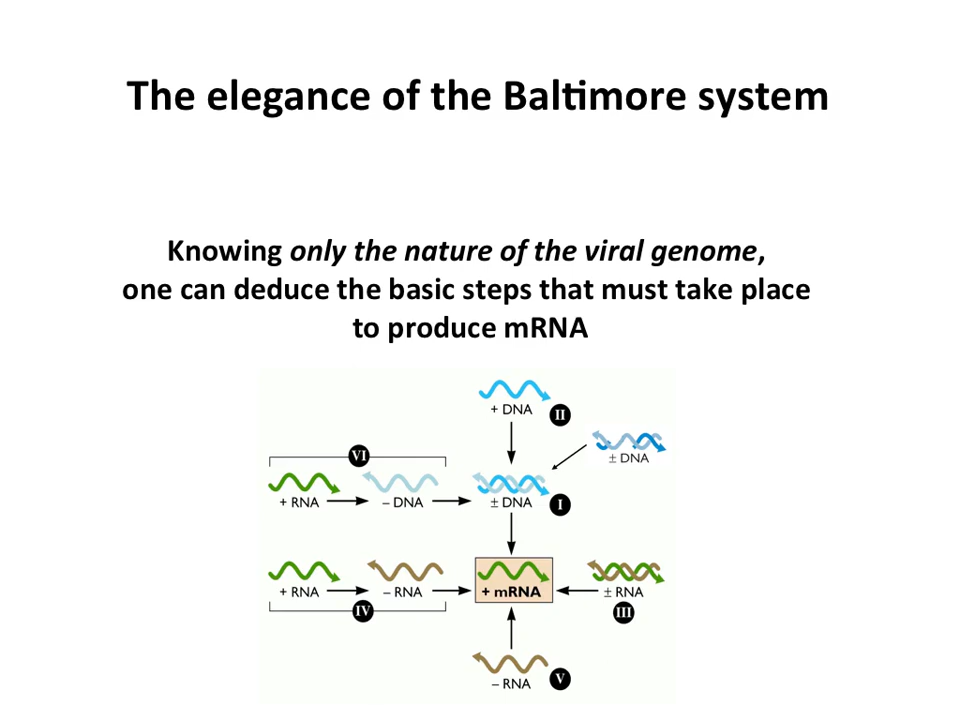 The elegance of the Baltimore system
Knowing only the nature of the viral genome,
one can deduce the basic steps that must take place
to produce mRNA
+ DNA
II
± DNA
VI
+ RNA
– DNA
± DNA
I
+ RNA
– RNA
+ mRNA
± RNA
IV
III
– RNA
V